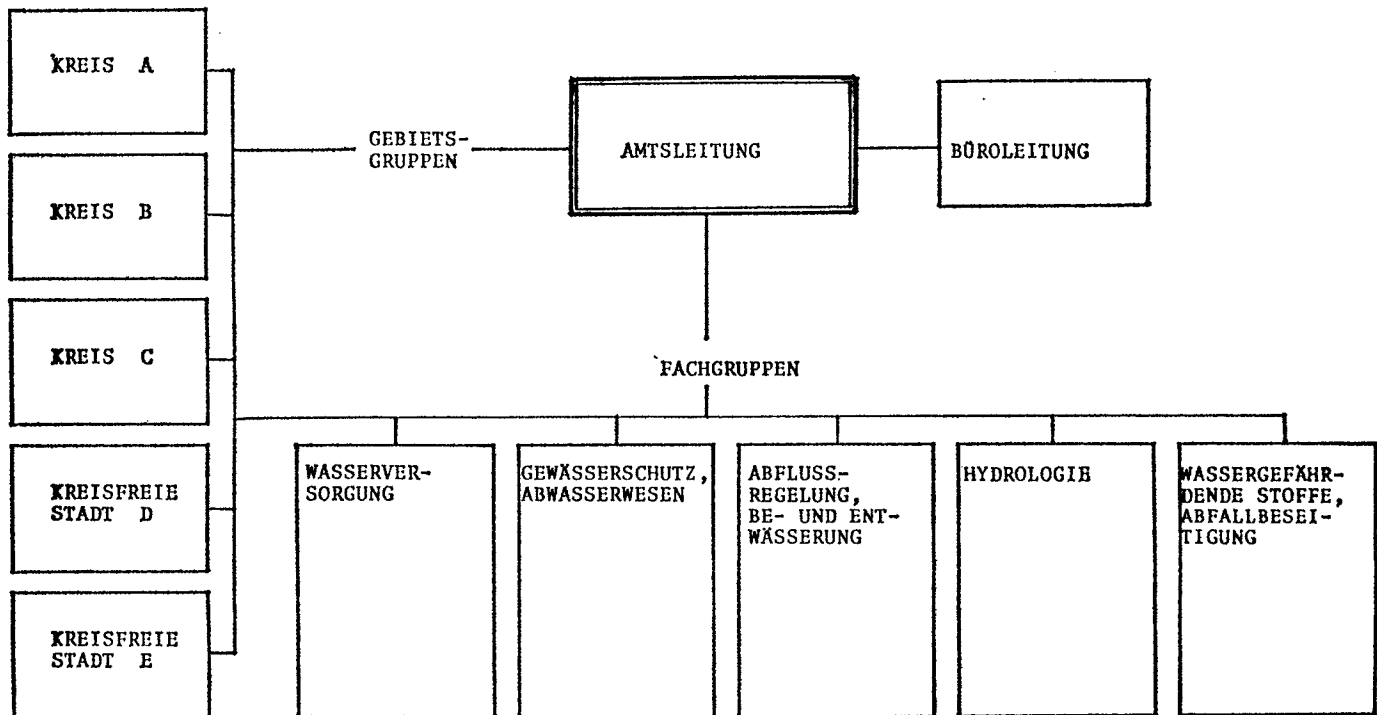 KREIS A
KREIS B
KREIS C
KREISFREIE
STADT D
KREISFREIE
STADT E
GEBIETS-
GRUPPEN
AMTSLEITUNG
BÜROLEITUNG
FACHGRUPPEN
WASSERVER-
SORGUNG
GEWÄSSERSCHUTZ,
ABWASSERWESEN
ABFLUSS-
REGELUNG,
BE- UND ENT-
WÄSSERUNG
HYDROLOGIE
WASSERGEFÄHR-
DENDE STOFFE,
ABFALLBESEI-
TIGUNG